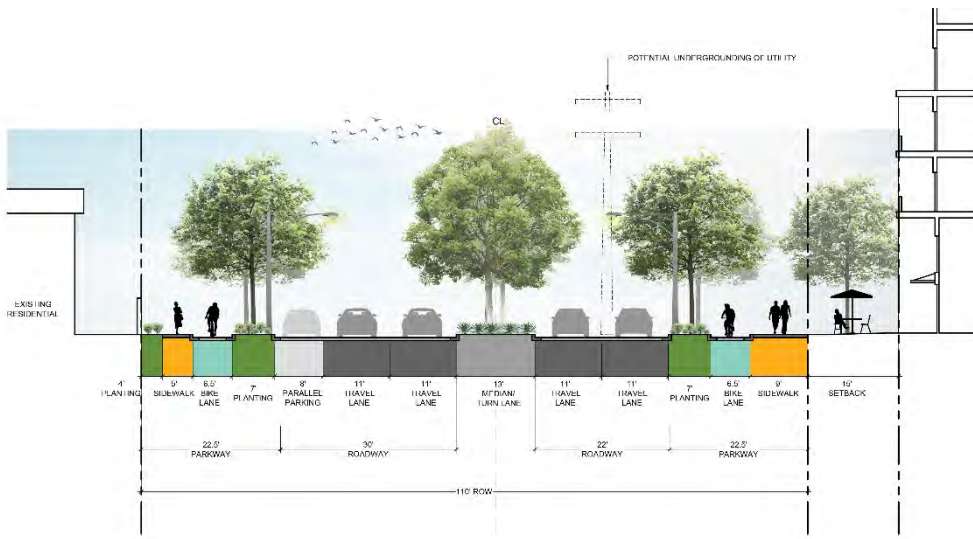 POTENTIAL UNDERGROUNDING OF UTILITY
CL
EXISTING
RESIDENTIAL
4'
PLANTING
5'
SIDEWALK
6.5'
BIKE
LANE
7'
PLANTING
8'
PARALLEL
PARKING
11'
TRAVEL
LANE
11'
TRAVEL
LANE
13'
MEDIAN/
TURN LANE
11'
TRAVEL
LANE
11'
TRAVEL
LANE
7'
PLANTING
6.5'
BIKE
LANE
9'
SIDEWALK
15'
SETBACK
22.5'
PARKWAY
30'
ROADWAY
22'
ROADWAY
22.5'
PARKWAY
110' ROW